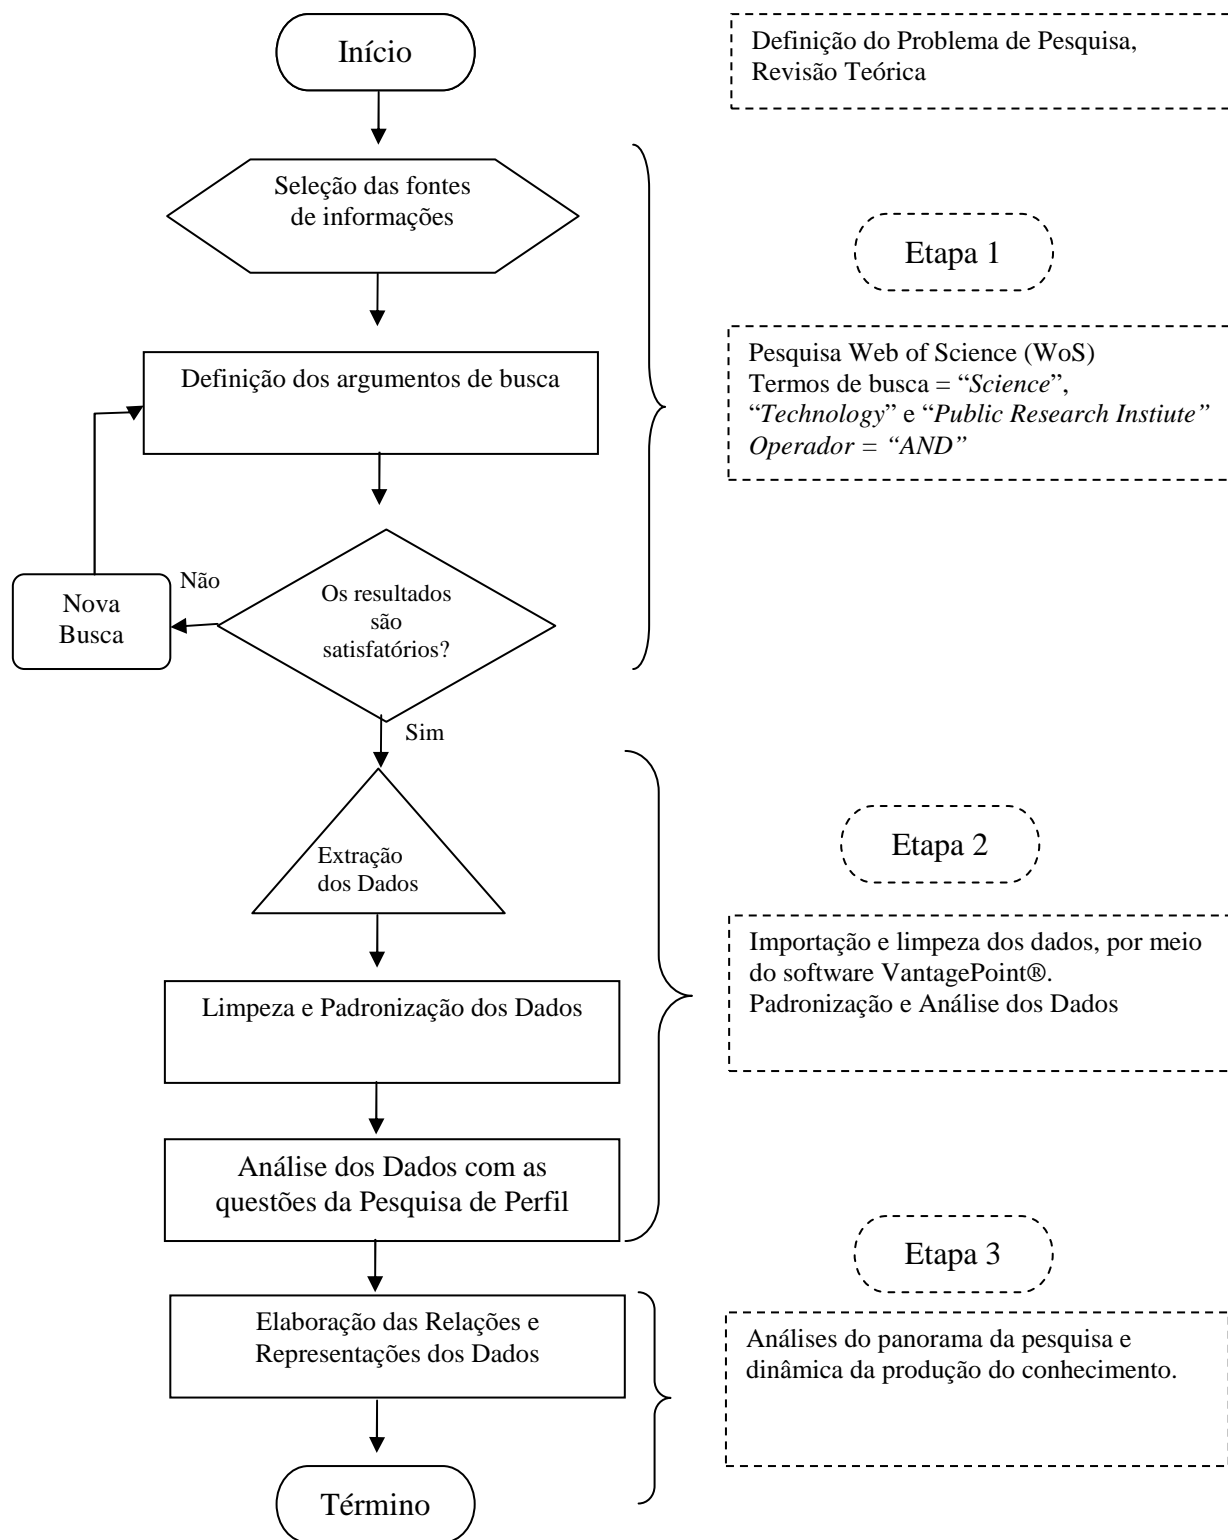 Início
Definição do Problema de Pesquisa,
Revisão Teórica
Seleção das fontes
de informações
Etapa 1
Definição dos argumentos de busca
Pesquisa Web of Science (WoS)
Termos de busca = “Science”,
“Technology” e “Public Research Instiute”
Operador = “AND”
Os resultados
são
satisfatórios?
Não
Nova
Busca
Sim
Extração
dos Dados
Etapa 2
Limpeza e Padronização dos Dados
Importação e limpeza dos dados, por meio
do software VantagePoint®.
Padronização e Análise dos Dados
Análise dos Dados com as
questões da Pesquisa de Perfil
Etapa 3
Elaboração das Relações e
Representações dos Dados
Análises do panorama da pesquisa e
dinâmica da produção do conhecimento.
Término